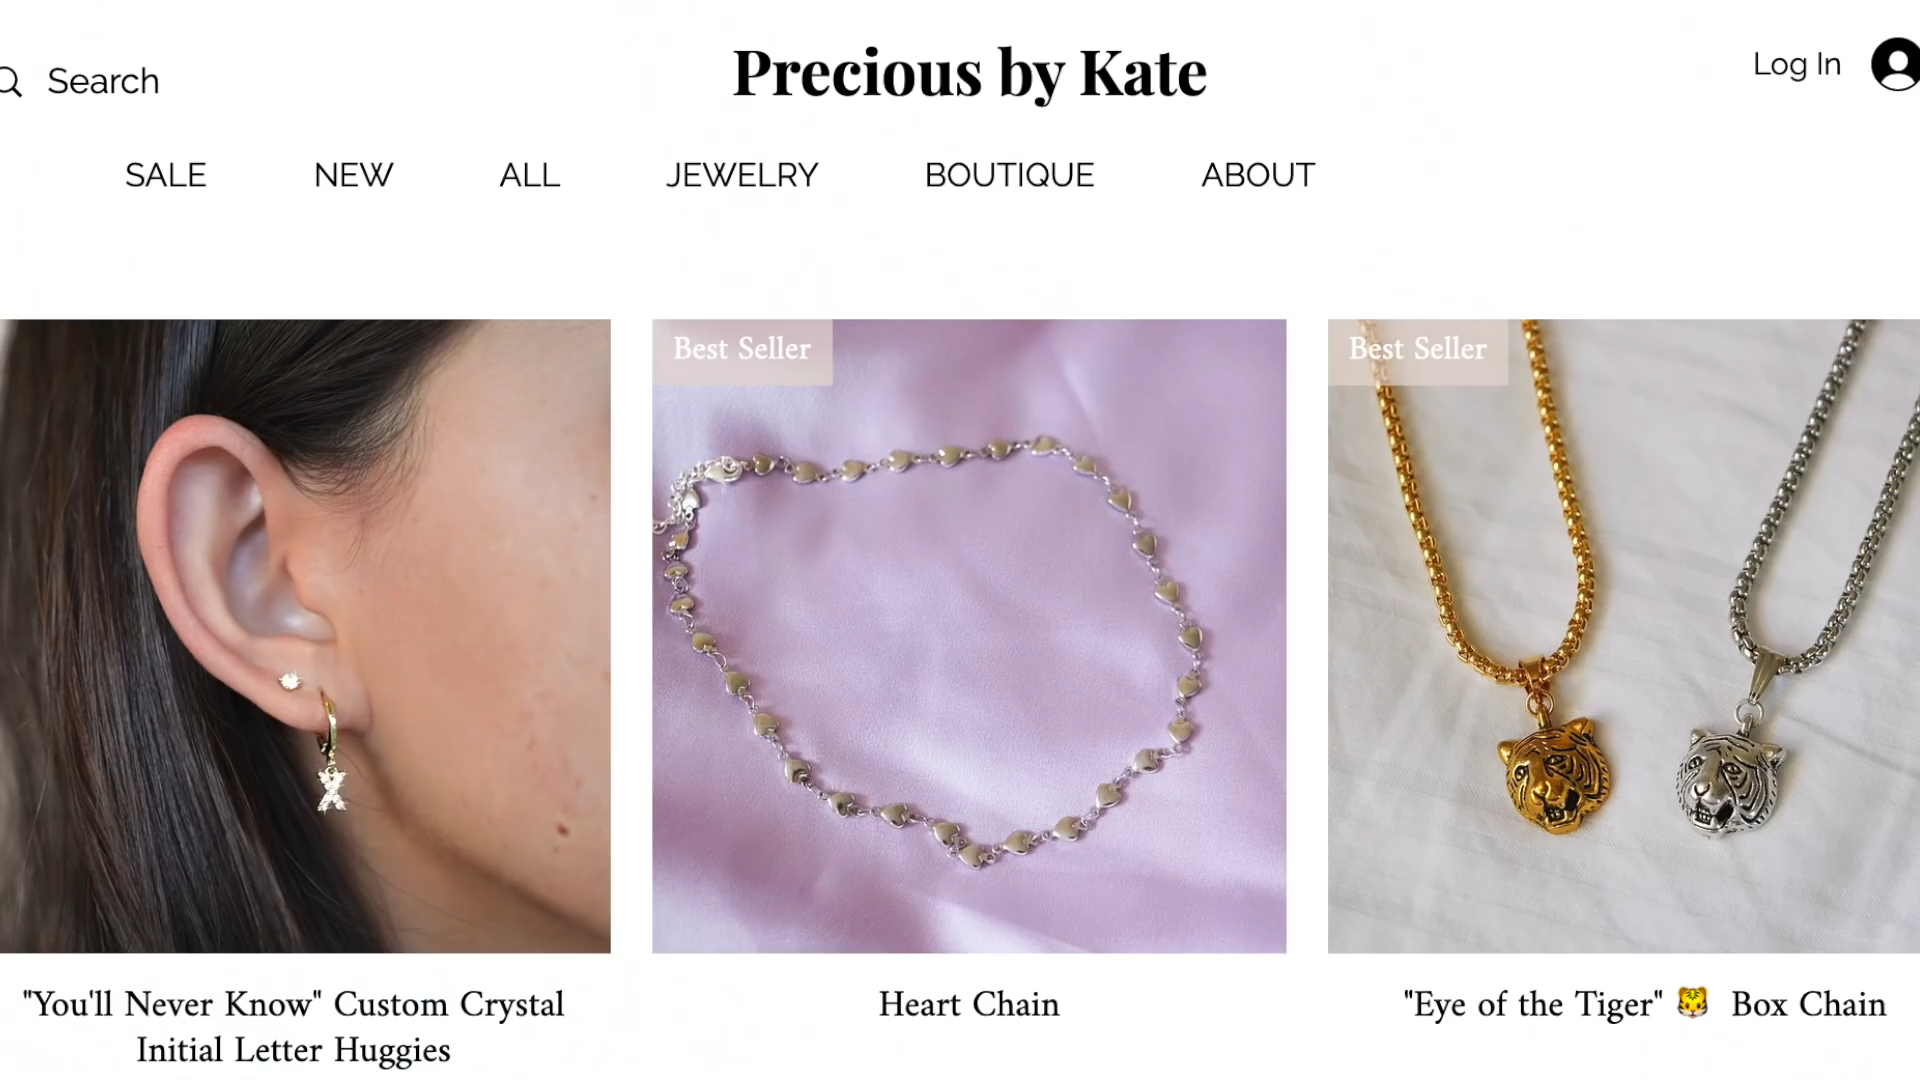 Search
Precious by Kate
Log In
SALE
NEW
ALL
JEWELRY
BOUTIQUE
ABOUT
Best Seller
Best Seller
"You'll Never Know" Custom Crystal
Initial Letter Huggies
Heart Chain
"Eye of the Tiger" 🐯 Box Chain